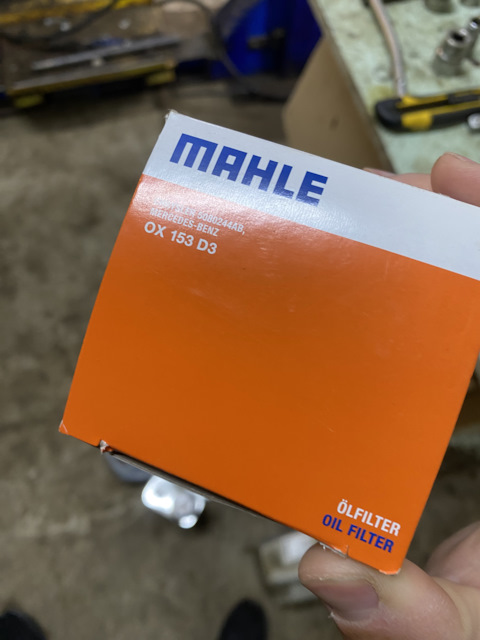 MAHLE
5080244AB,
MERCEDES-BENZ
OX 153 D3
ÖLFILTER
OIL FILTER